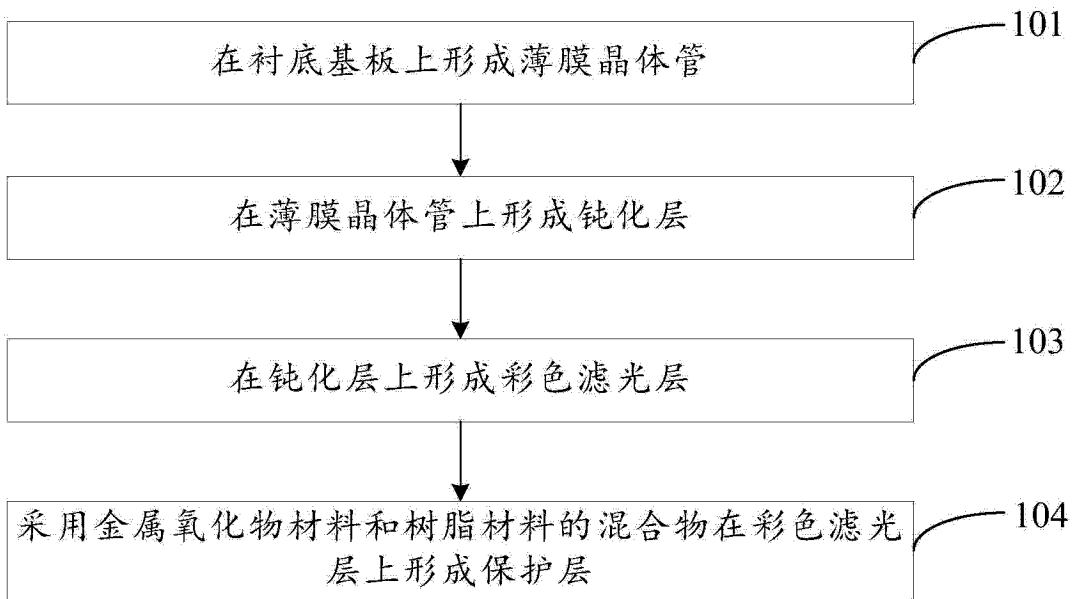 101
在衬底基板上形成薄膜晶体管
102
在薄膜晶体管上形成钝化层
103
在钝化层上形成彩色滤光层
104
采用金属氧化物材料和树脂材料的混合物在彩色滤光
层上形成保护层